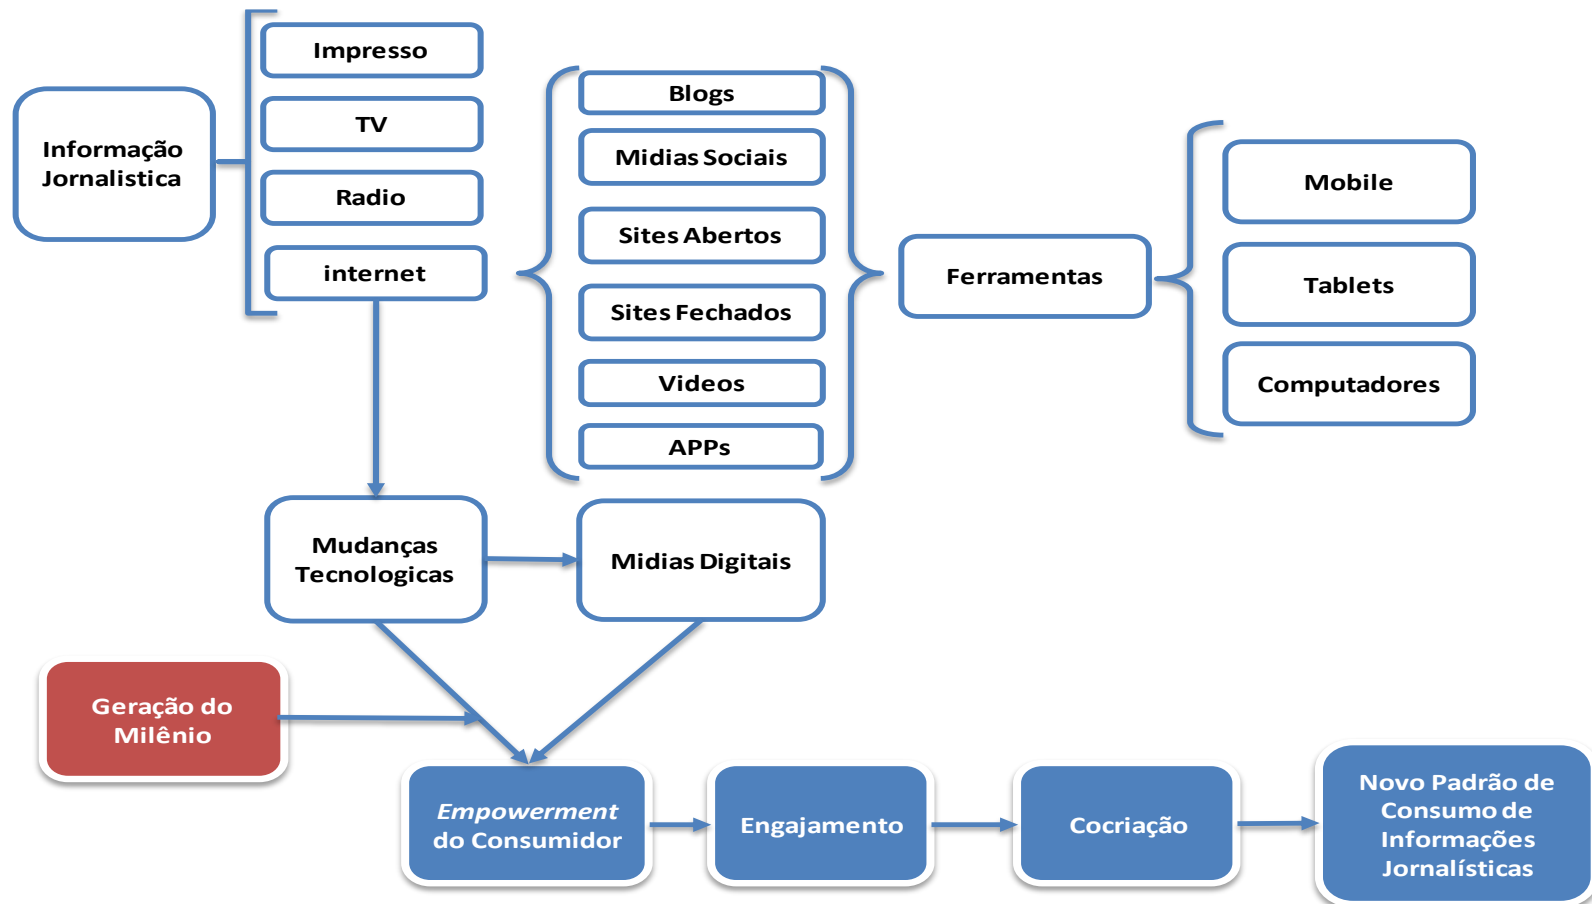 Informação
Jornalistica
Impresso
TV
Radio
internet
Blogs
Midias Sociais
Sites Abertos
Sites Fechados
Videos
APPs
Ferramentas
Mobile
Tablets
Computadores
Mudanças
Tecnologicas
Midias Digitais
Geração do
Milênio
Empowerment
do Consumidor
Engajamento
Cocriação
Novo Padrão de
Consumo de
Informações
Jornalísticas